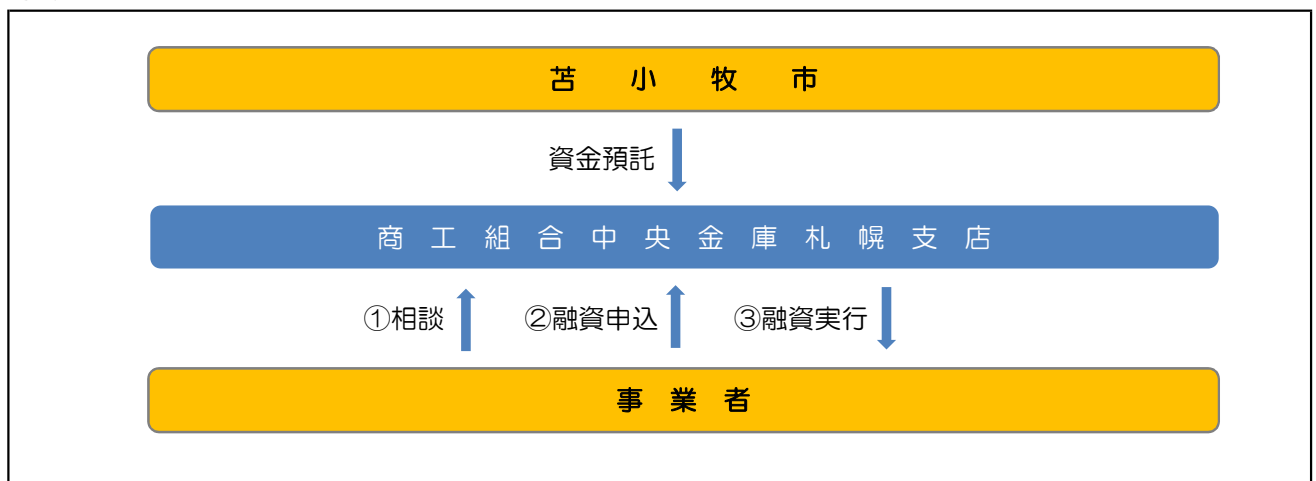 苫小牧市
資金預託
商工組合中央金庫札幌支店
①相談 ②融資申込 ③融資実行
事業者